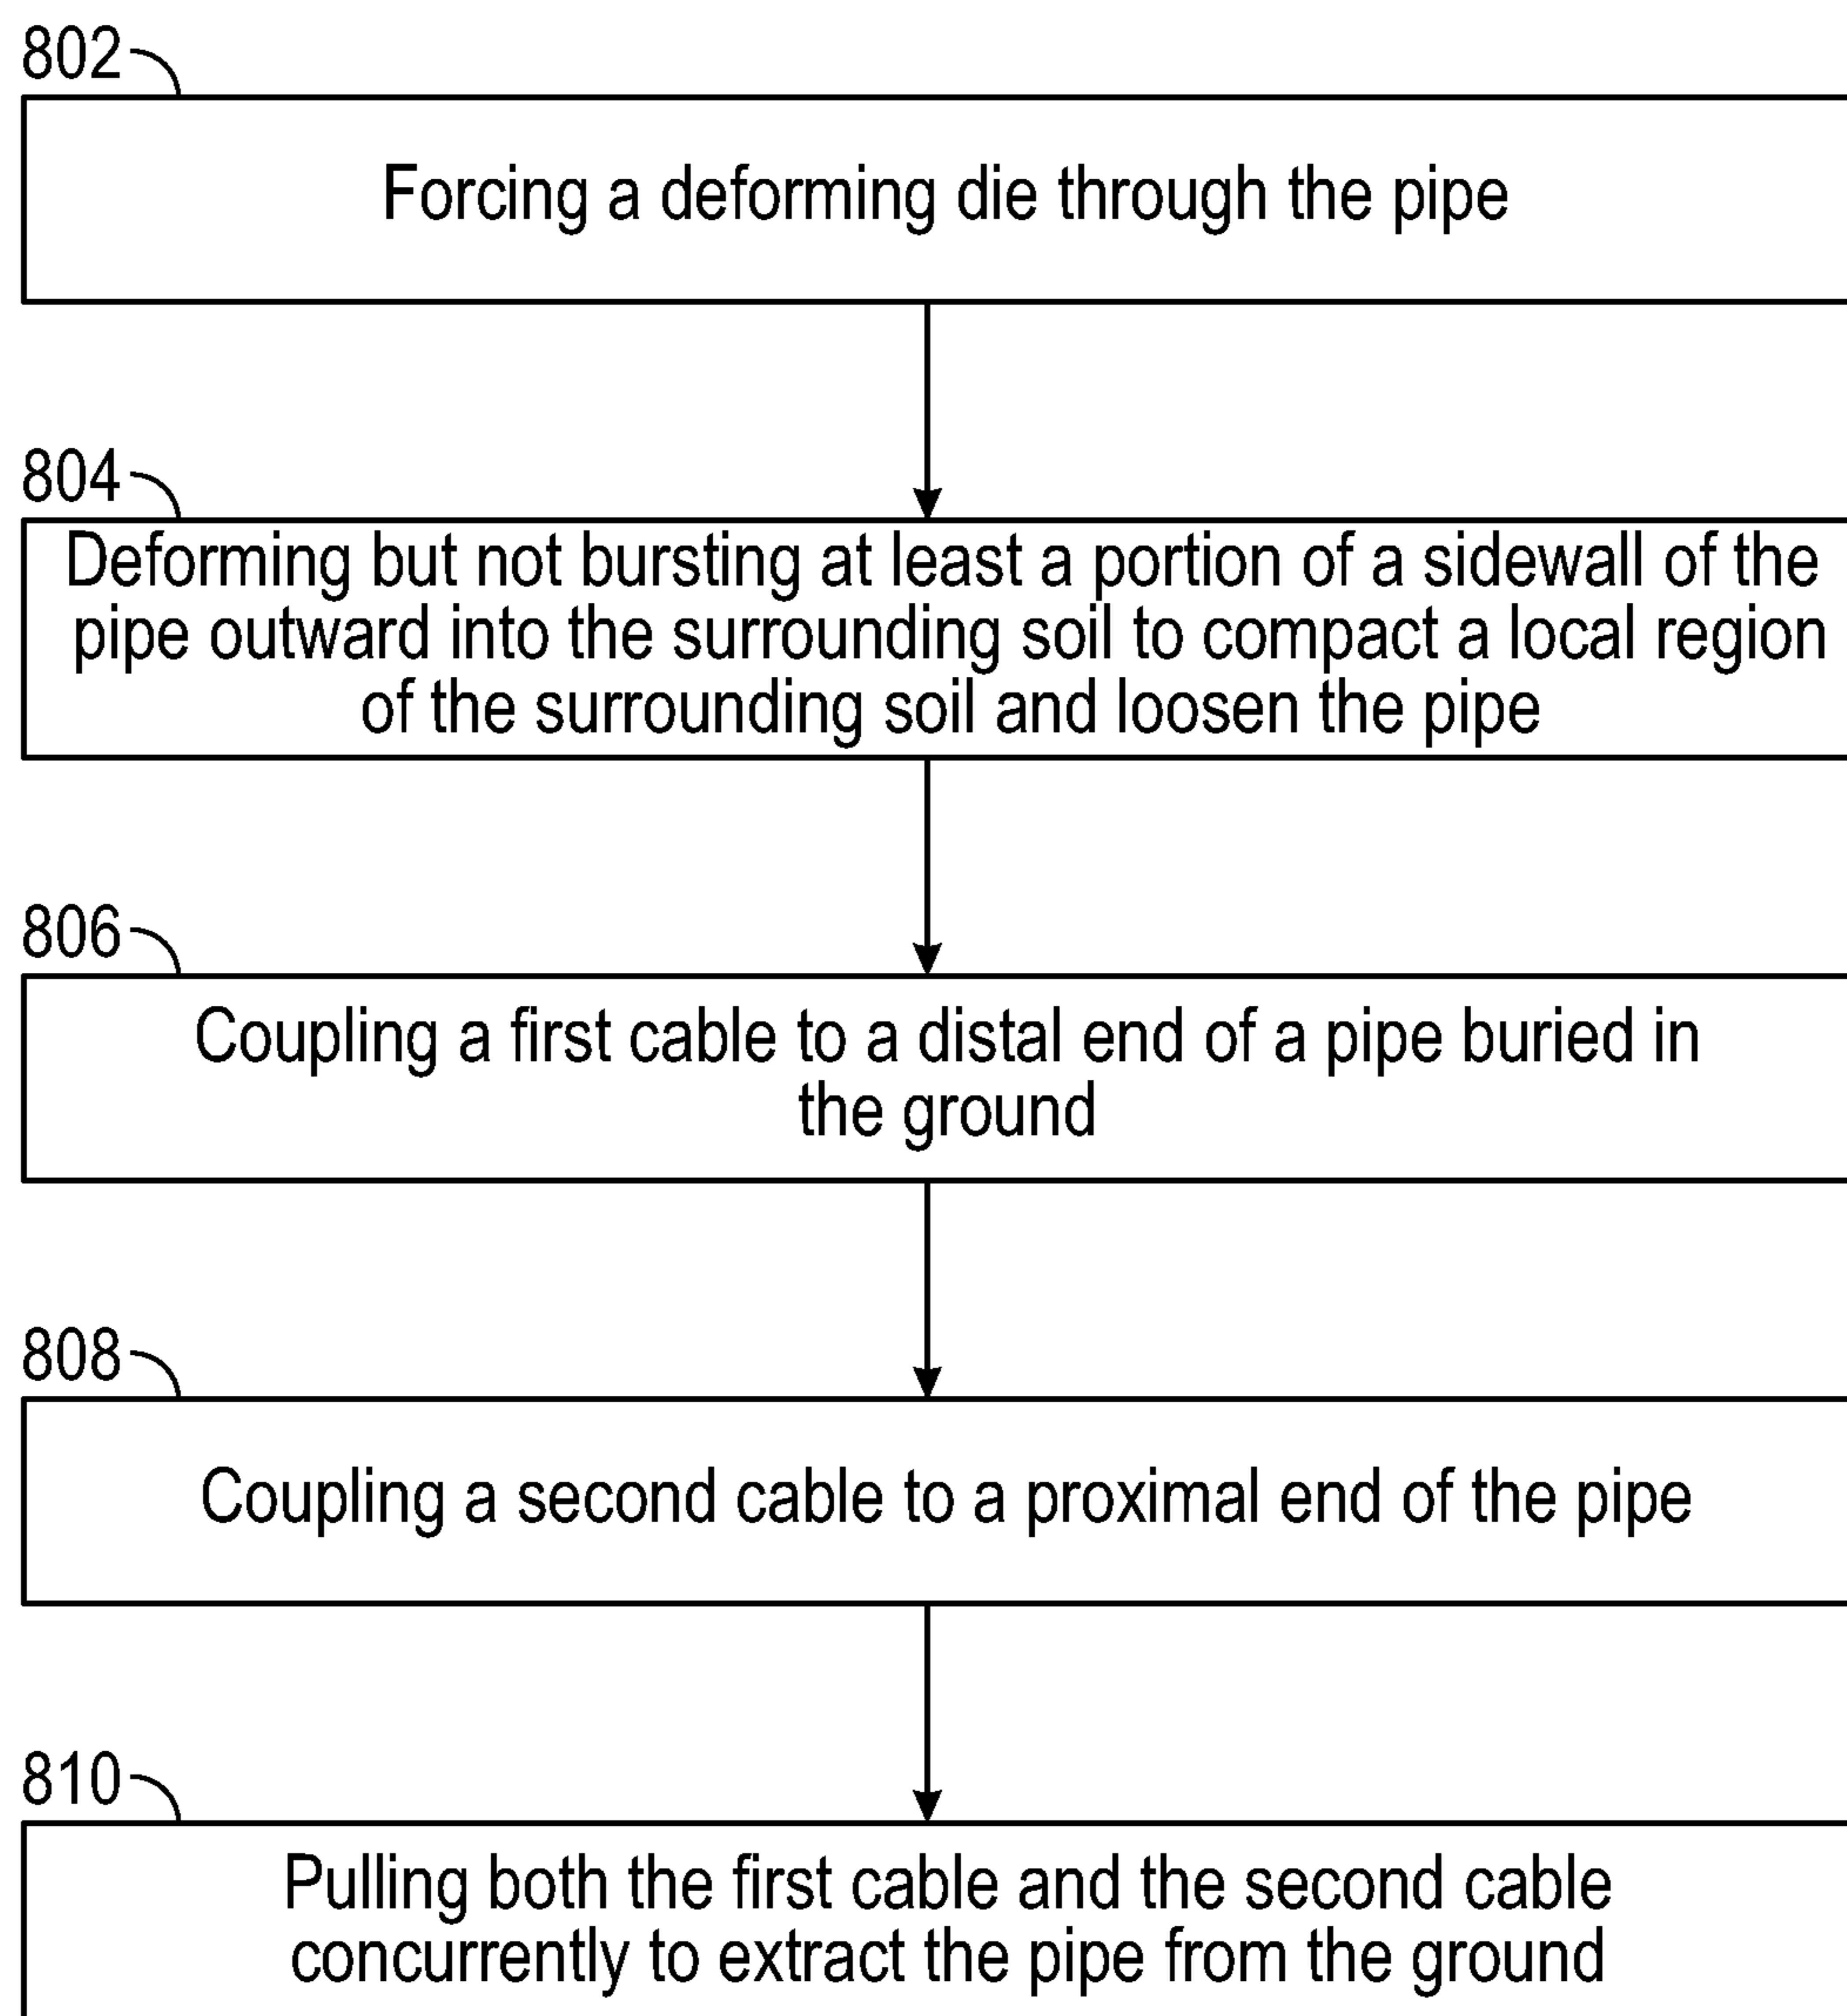 802
Forcing a deforming die through the pipe
804
Deforming but not bursting at least a portion of a sidewall of the
pipe outward into the surrounding soil to compact a local region
of the surrounding soil and loosen the pipe
806
Coupling a first cable to a distal end of a pipe buried in
the ground
808
Coupling a second cable to a proximal end of the pipe
810
Pulling both the first cable and the second cable
concurrently to extract the pipe from the ground